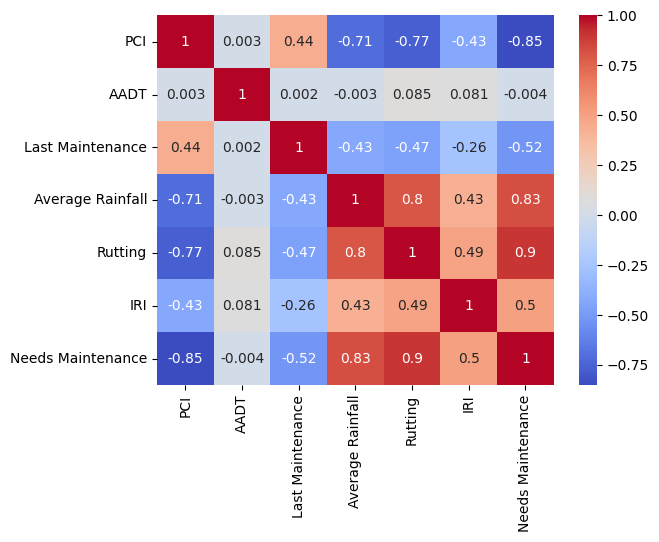 PCI 1 0.003 0.44 -0.71 -0.77 -0.43 -0.85
AADT 0.003 1 0.002 -0.003 0.085 0.081 -0.004
Last Maintenance 0.44 0.002 1 -0.43 -0.47 -0.26 -0.52
Average Rainfall -0.71 -0.003 -0.43 1 0.8 0.43 0.83
Rutting -0.77 0.085 -0.47 0.8 1 0.49 0.9
IRI -0.43 0.081 -0.26 0.43 0.49 1 0.5
Needs Maintenance -0.85 -0.004 -0.52 0.83 0.9 0.5 1
PCI
AADT
Last Maintenance
Average Rainfall
Rutting
IRI
Needs Maintenance
1.00
0.75
0.50
0.25
0.00
-0.25
-0.50
-0.75